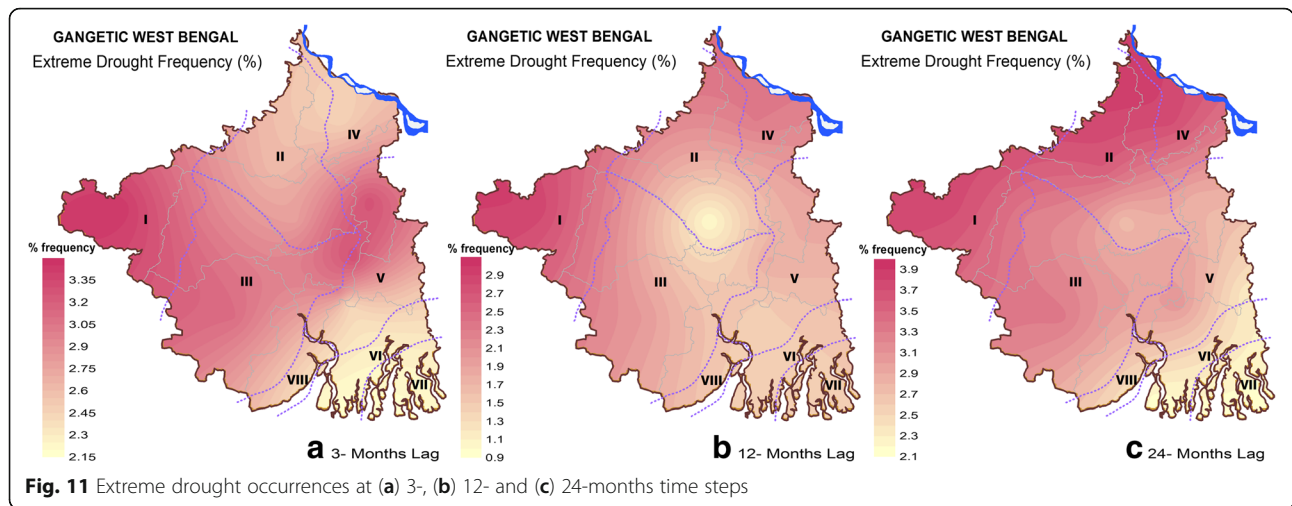 GANGETIC WEST BENGAL
Extreme Drought Frequency (%)
IV
II
I
III
V
VI
VII
VIII
% frequency
3.35
3.2
3.05
2.9
2.75
2.6
2.45
2.3
2.15
a 3- Months Lag
GANGETIC WEST BENGAL
Extreme Drought Frequency (%)
IV
II
I
III
V
VI
VII
VIII
% frequency
2.9
2.7
2.5
2.3
2.1
1.9
1.7
1.5
1.3
1.1
0.9
b 12- Months Lag
GANGETIC WEST BENGAL
Extreme Drought Frequency (%)
IV
II
I
III
V
VI
VII
VIII
% frequency
3.9
3.7
3.5
3.3
3.1
2.9
2.7
2.5
2.3
2.1
c 24- Months Lag
Fig. 11 Extreme drought occurrences at (a) 3-, (b) 12- and (c) 24-months time steps